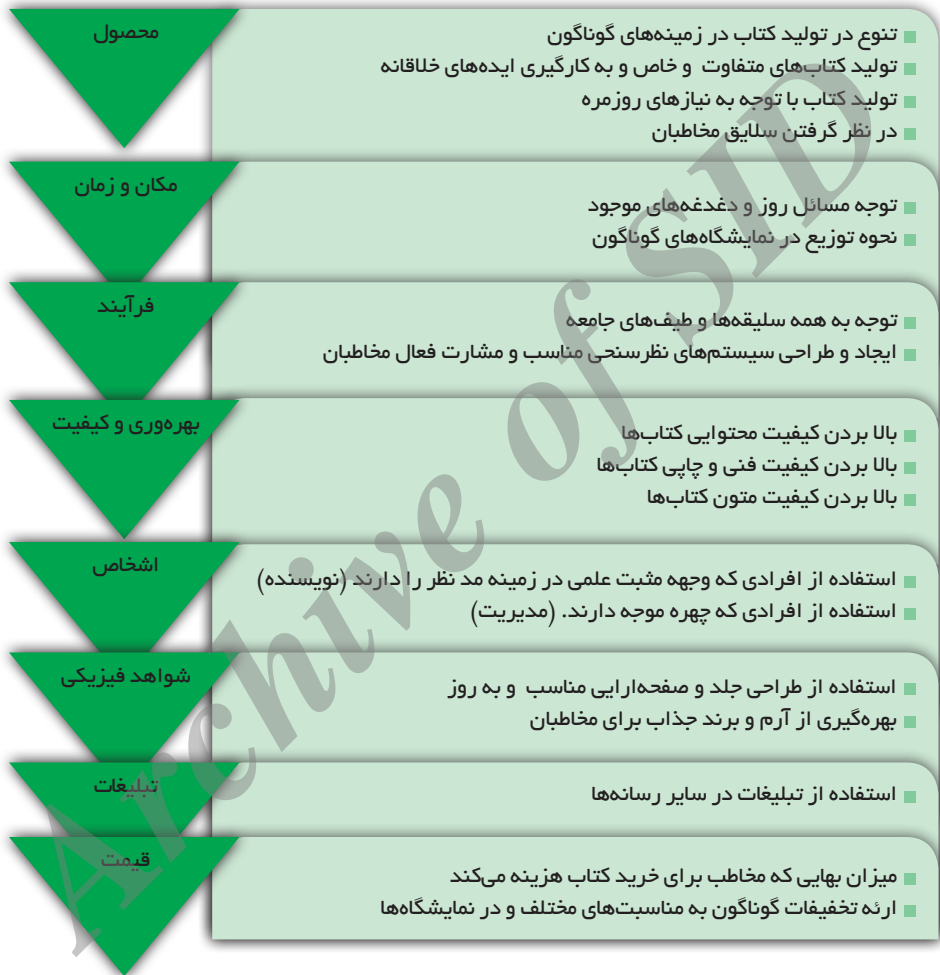 محصول
تنوع در تولید کتاب در زمینه‌های گوناگون
تولید کتاب‌های متفاوت و خاص و به کارگیری ایده‌های خلاقانه
تولید کتاب با توجه به نیازهای روزمره
در نظر گرفتن سلایق مخاطبان
مکان و زمان
توجه مسائل روز و دغدغه‌های موجود
نحوه توزیع در نمایشگاه‌های گوناگون
فرآیند
توجه به همه سلیقه‌ها و طیف‌های جامعه
ایجاد و طراحی سیستم‌های نظرسنحی مناسب و مشارت فعال مخاطبان
بهره‌وری و کیفیت
بالا بردن کیفیت محتوایی کتاب‌ها
بالا بردن کیفیت فنی و چاپی کتاب‌ها
بالا بردن کیفیت متون کتاب‌ها
اشخاص
استفاده از افرادی که وجهه مثبت علمی در زمینه مد نظر را دارند (نویسنده)
استفاده از افرادی که چهره موجه دارند. (مدیریت)
شواهد فیزیکی
استفاده از طراحی جلد و صفحه‌ارایی مناسب و به روز
بهره‌گیری از آرم و برند جذاب برای مخاطبان
تبلیغات
استفاده از تبلیغات در سایر رسانه‌ها
قیمت
میزان بهایی که مخاطب برای خرید کتاب هزینه می‌کند
ارئه تخفیفات گوناگون به مناسبت‌های مختلف و در نمایشگاه‌ها
Archive of SID